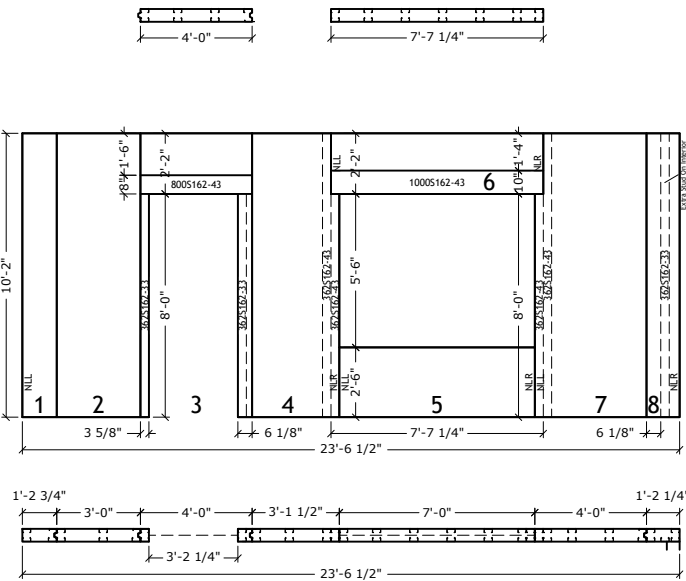 4'-0"
7'-7 1/4"
10'-2"
8"
1'-6"
2'-2"
800S162-43
NLL
2'-2"
1000S162-43
6
NLR
10"
1'-4"
Extra Stud On Interior
362S162-33
8'-0"
362S162-33
362S162-43
362S162-43
5'-6"
8'-0"
362S162-43
362S162-43
362S162-33
NLL
NLR
NLL
2'-6"
NLR
NLL
NLR
1
2
3
4
5
7
8
3 5/8"
6 1/8"
7'-7 1/4"
6 1/8"
23'-6 1/2"
1'-2 3/4"
3'-0"
4'-0"
3'-1 1/2"
7'-0"
4'-0"
1'-2 1/4"
3'-2 1/4"
23'-6 1/2"